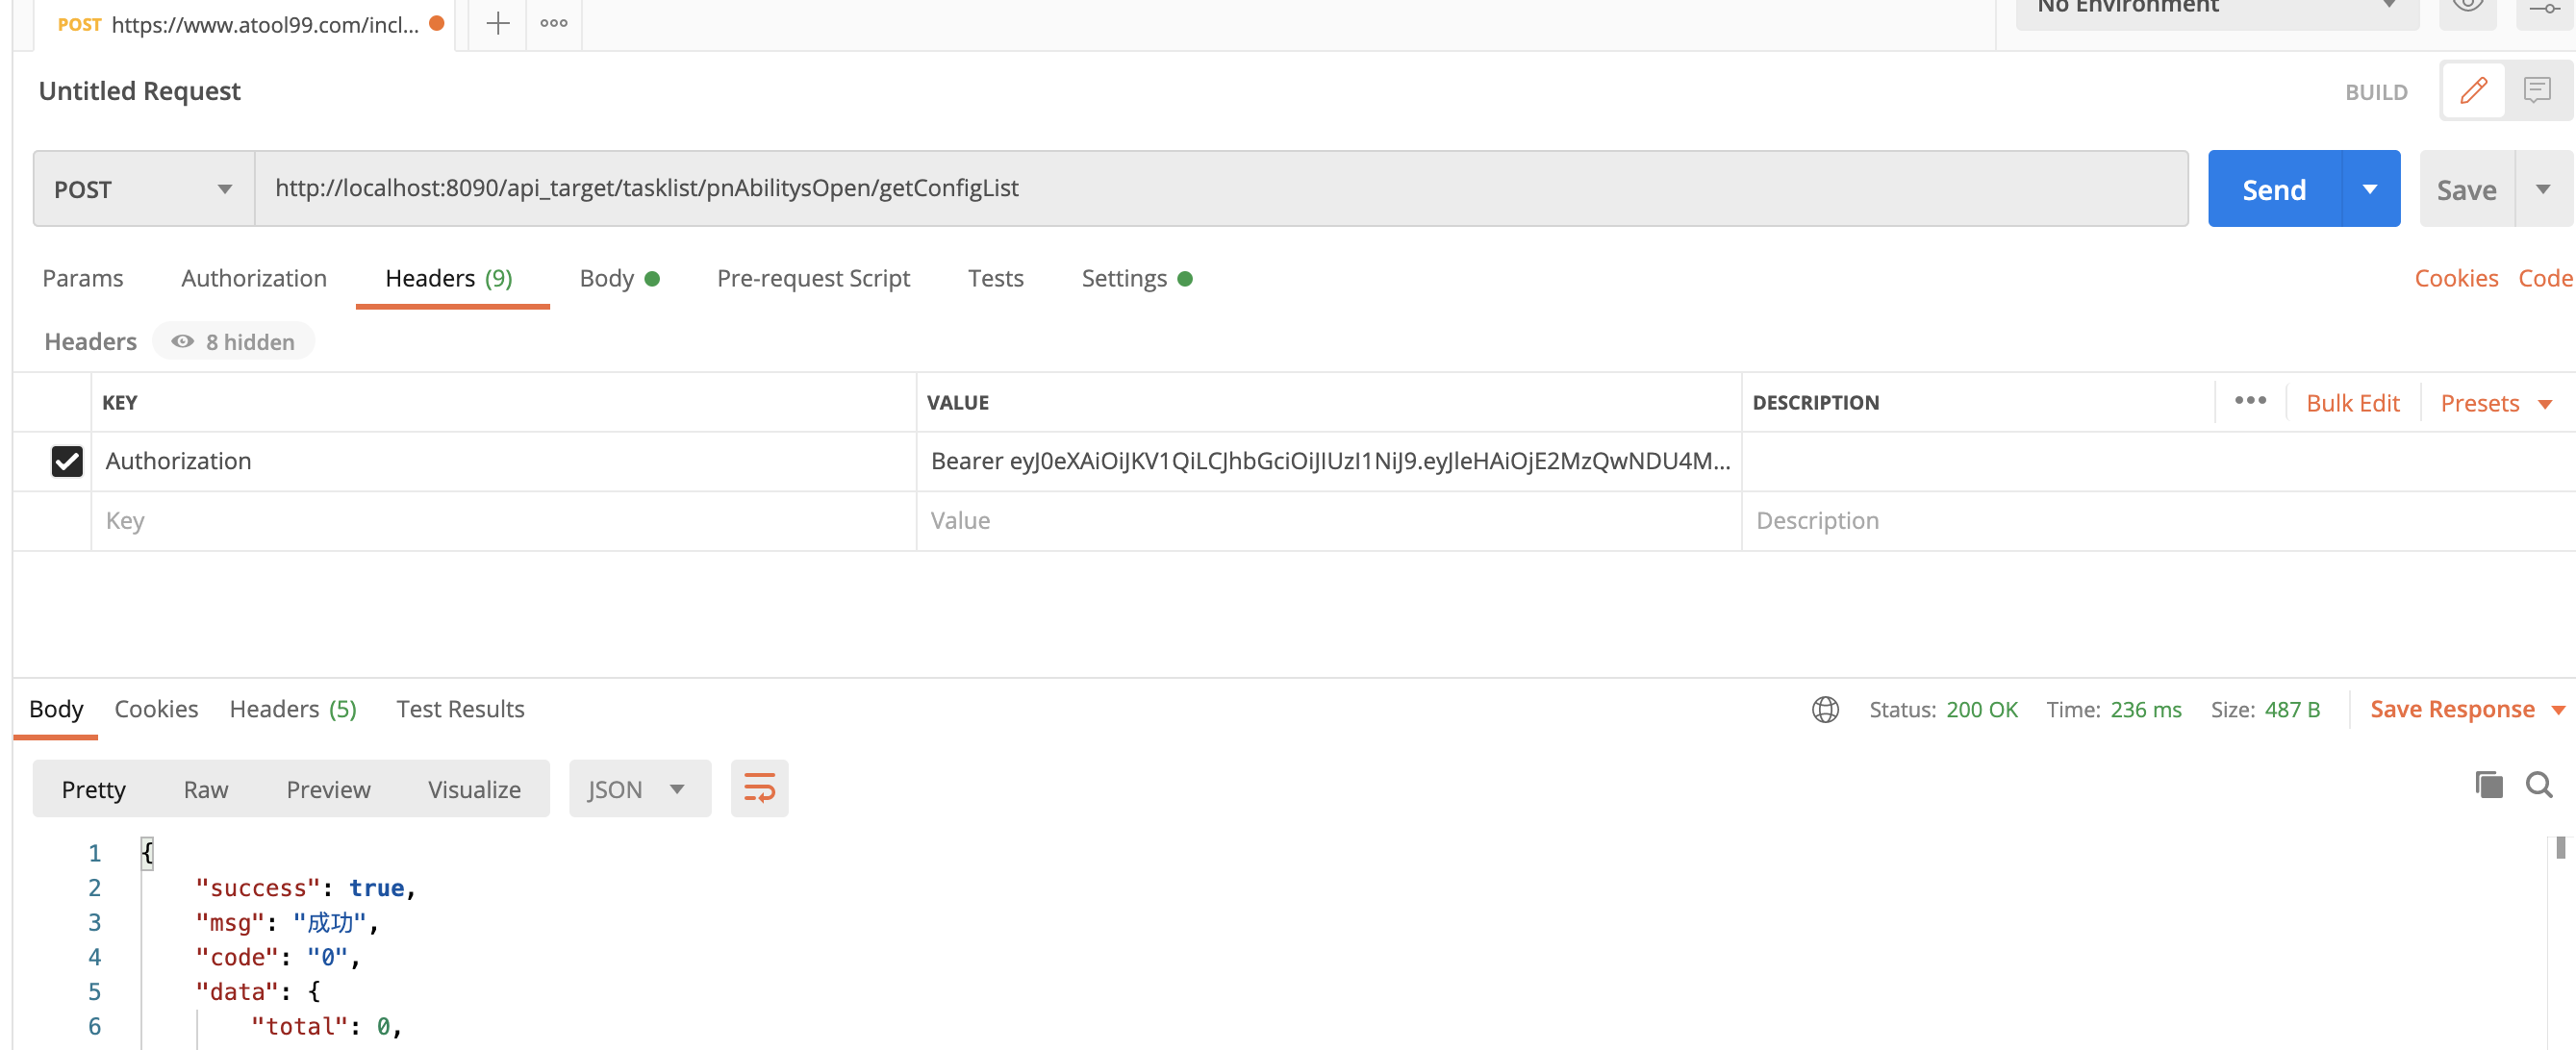 POST https://www.atool99.com/incl...
No Environment
Untitled Request
BUILD
POST
http://localhost:8090/api_target/tasklist/pnAbilitysOpen/getConfigList
Send
Save
Params Authorization Headers (9) Body Pre-request Script Tests Settings Cookies Code
Headers 8 hidden
KEY VALUE DESCRIPTION Bulk Edit Presets
Authorization Bearer eyJ0eXAiOiJKV1QiLCJhbGciOiJIUzI1NiJ9.eyJleHAiOjE2MzQwNDU4M...
Key Value Description
Body Cookies Headers (5) Test Results Status: 200 OK Time: 236 ms Size: 487 B Save Response
Pretty Raw Preview Visualize JSON
1 {
2 "success": true,
3 "msg": "成功",
4 "code": "0",
5 "data": {
6 "total": 0,